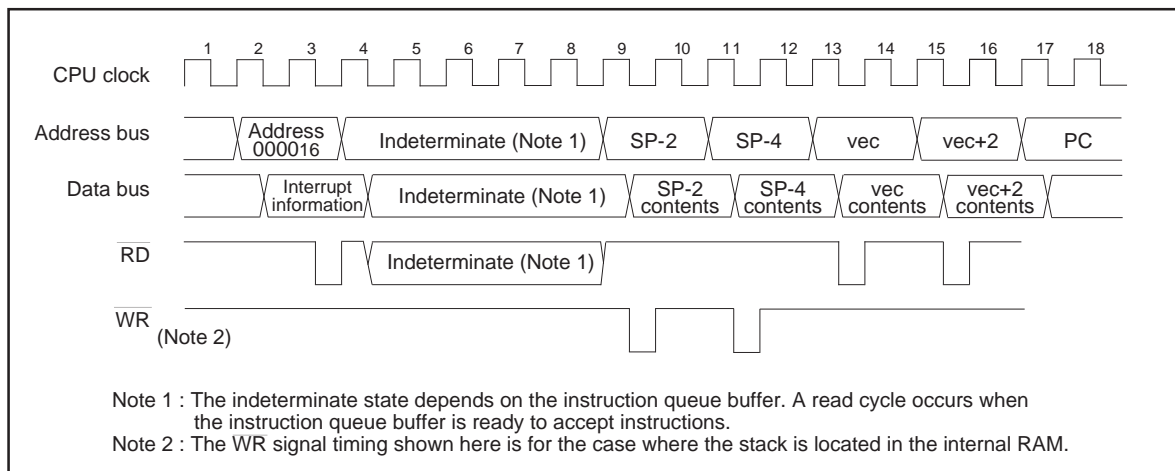 1 2 3 4 5 6 7 8 9 10 11 12 13 14 15 16 17 18
CPU clock
Address bus
Address
000016
Indeterminate (Note 1)
SP-2
SP-4
vec
vec+2
PC
Data bus
Interrupt
information
Indeterminate (Note 1)
SP-2
contents
SP-4
contents
vec
contents
vec+2
contents
RD
Indeterminate (Note 1)
WR
(Note 2)
Note 1 : The indeterminate state depends on the instruction queue buffer. A read cycle occurs when
the instruction queue buffer is ready to accept instructions.
Note 2 : The WR signal timing shown here is for the case where the stack is located in the internal RAM.